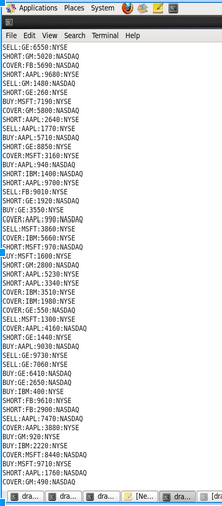 Applications Places System
File Edit View Search Terminal Help
SELL:GE:6550:NYSE
SHORT:GM:5020:NASDAQ
COVER:FB:5690:NASDAQ
SHORT:AAPL:9680:NYSE
SELL:GM:1480:NASDAQ
SHORT:GE:260:NYSE
BUY:MSFT:7190:NYSE
COVER:GM:5800:NASDAQ
SHORT:AAPL:2640:NYSE
SELL:AAPL:1770:NYSE
BUY:AAPL:5710:NASDAQ
SHORT:GE:8850:NYSE
COVER:MSFT:3160:NYSE
BUY:AAPL:940:NASDAQ
SHORT:IBM:1400:NASDAQ
SHORT:AAPL:9700:NYSE
SELL:FB:9010:NYSE
SHORT:GE:1920:NYSE
BUY:GE:3550:NYSE
COVER:AAPL:990:NASDAQ
SELL:MSFT:3860:NYSE
COVER:IBM:5660:NYSE
SHORT:MSFT:970:NASDAQ
BUY:MSFT:1600:NYSE
SHORT:GM:2800:NASDAQ
SHORT:AAPL:5230:NYSE
SHORT:AAPL:3340:NYSE
COVER:IBM:3510:NYSE
COVER:IBM:1980:NYSE
COVER:GE:550:NYSE
SELL:MSFT:1300:NYSE
COVER:AAPL:4160:NASDAQ
SHORT:GE:1440:NYSE
BUY:AAPL:9030:NASDAQ
SELL:GE:9730:NYSE
SELL:GE:7060:NYSE
BUY:GE:6410:NASDAQ
BUY:GE:2650:NASDAQ
BUY:IBM:400:NYSE
SHORT:FB:9610:NYSE
SHORT:FB:2900:NASDAQ
SELL:AAPL:7470:NASDAQ
COVER:AAPL:3880:NYSE
BUY:GM:920:NYSE
BUY:IBM:2220:NYSE
COVER:MSFT:8440:NASDAQ
BUY:MSFT:9710:NYSE
SHORT:AAPL:1760:NASDAQ
COVER:GM:490:NASDAQ
dra... dra... dra... [Ne... dra... [dra